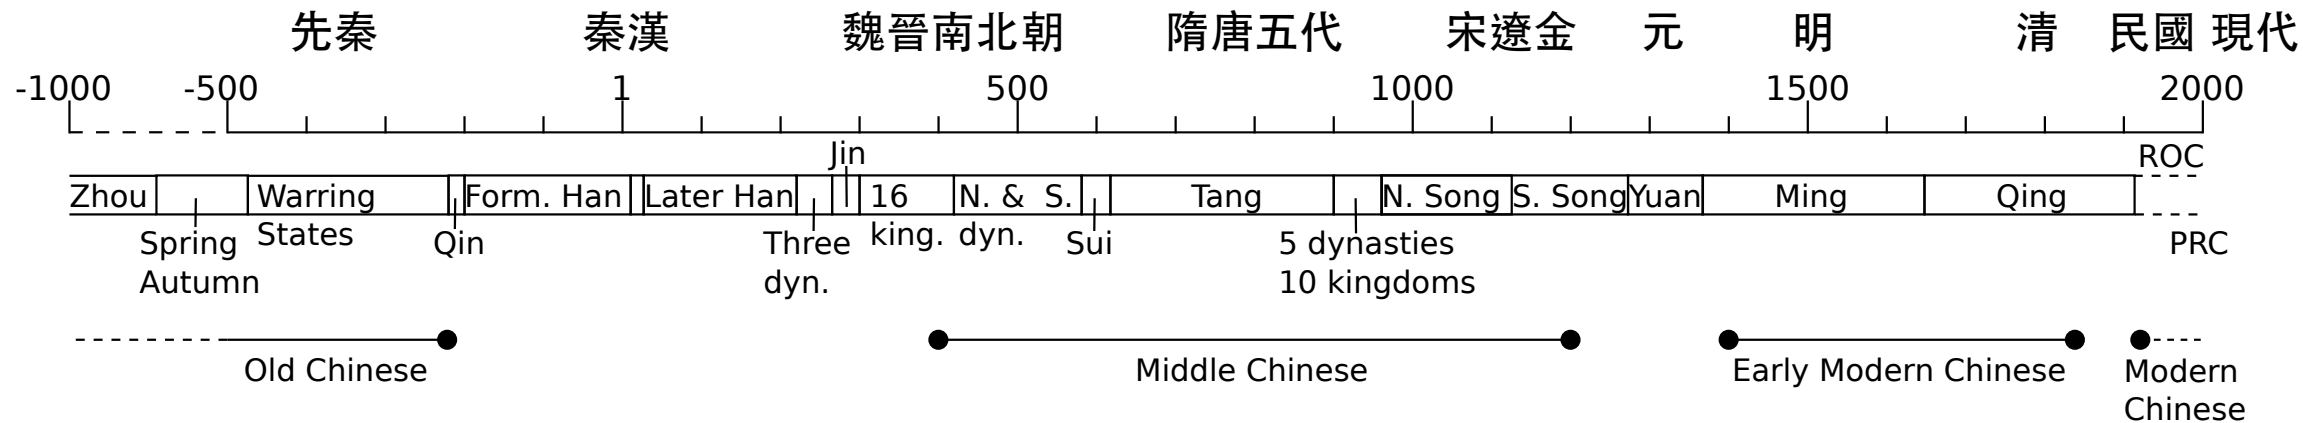 先秦 秦漢 魏晉南北朝 隋唐五代 宋遼金 元 明 清 民國 現代
-1000 -500 1 500 1000 1500 2000
Jin ROC
Zhou Warring Form. Han Later Han 16 N. & S. Tang N. Song S. Song Yuan Ming Qing
States king. dyn.
Spring Qin Three Sui 5 dynasties PRC
Autumn dyn. 10 kingdoms
Old Chinese Middle Chinese Early Modern Chinese Modern
Chinese